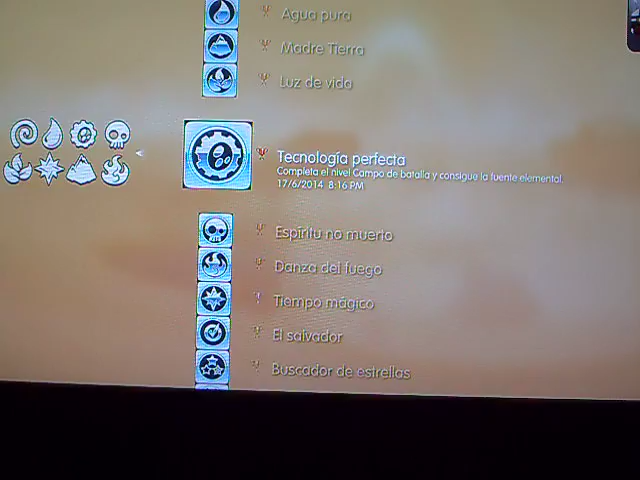 Agua pura
Madre Tierra
Luz de vida
Tecnología perfecta
Completa el nivel Campo de batalla y consigue la fuente elemental.
17/6/2014 8:16 PM
Espíritu no muerto
Danza del fuego
Tiempo mágico
El salvador
Buscador de estrellas